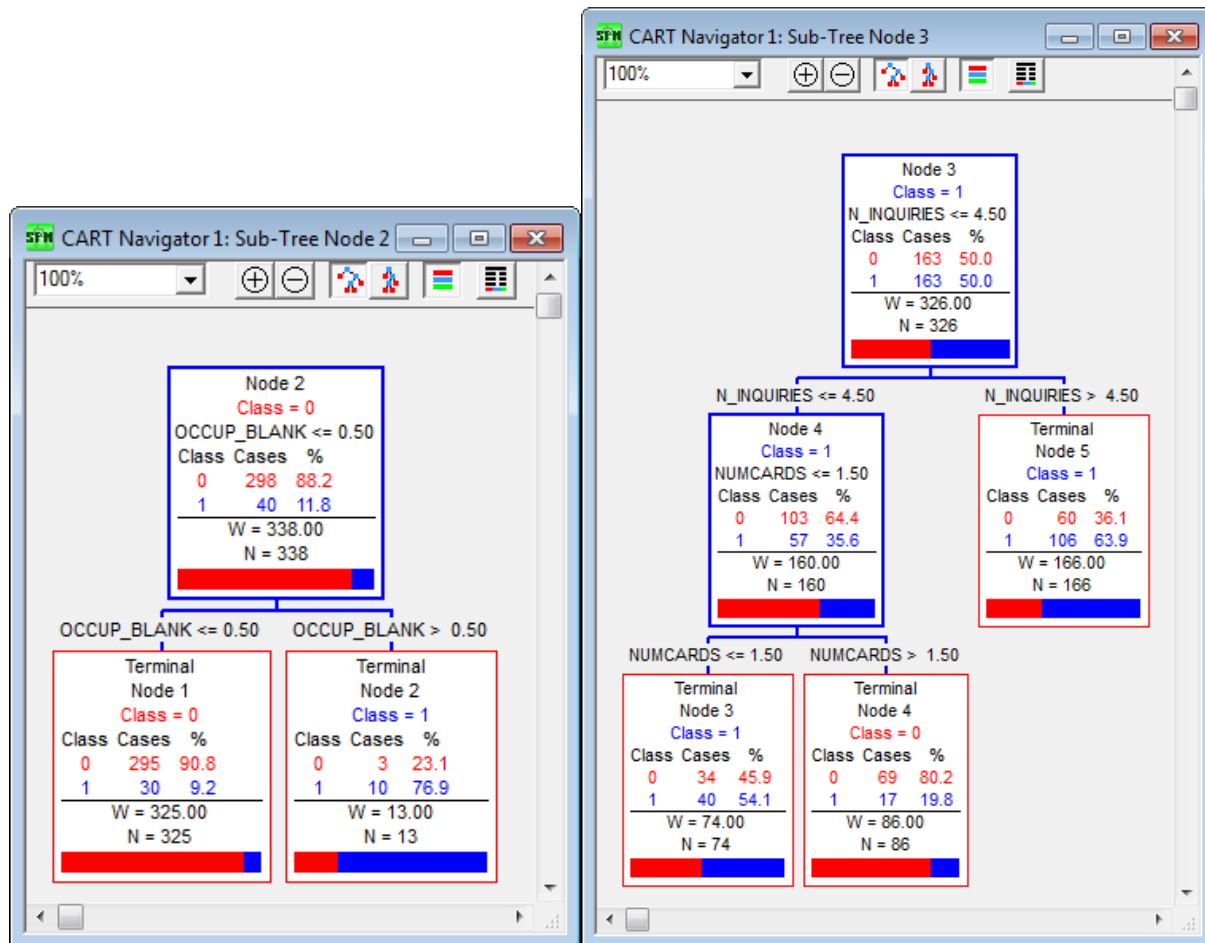 CART Navigator 1: Sub-Tree Node 2
100%
Node 2
Class = 0
OCCUP_BLANK <= 0.50
Class Cases %
0 298 88.2
1 40 11.8
W = 338.00
N = 338
OCCUP_BLANK <= 0.50 OCCUP_BLANK > 0.50
Terminal
Node 1
Class = 0
Class Cases %
0 295 90.8
1 30 9.2
W = 325.00
N = 325
Terminal
Node 2
Class = 1
Class Cases %
0 3 23.1
1 10 76.9
W = 13.00
N = 13
CART Navigator 1: Sub-Tree Node 3
100%
Node 3
Class = 1
N_INQUIRIES <= 4.50
Class Cases %
0 163 50.0
1 163 50.0
W = 326.00
N = 326
N_INQUIRIES <= 4.50 N_INQUIRIES > 4.50
Node 4
Class = 1
NUMCARDS <= 1.50
Class Cases %
0 103 64.4
1 57 35.6
W = 160.00
N = 160
Terminal
Node 5
Class = 1
Class Cases %
0 60 36.1
1 106 63.9
W = 166.00
N = 166
NUMCARDS <= 1.50 NUMCARDS > 1.50
Terminal
Node 3
Class = 1
Class Cases %
0 34 45.9
1 40 54.1
W = 74.00
N = 74
Terminal
Node 4
Class = 0
Class Cases %
0 69 80.2
1 17 19.8
W = 86.00
N = 86